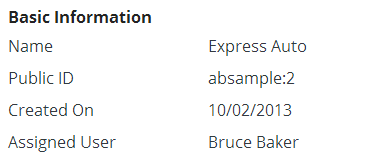 Basic Information
Name Express Auto
Public ID absample:2
Created On 10/02/2013
Assigned User Bruce Baker